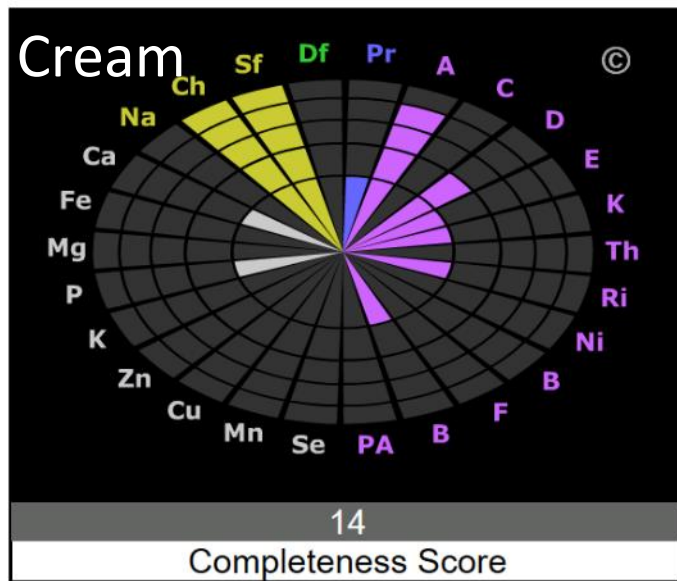 Cream
©
Df
Pr
A
C
D
E
K
Th
Ri
Ni
B
F
B
PA
Se
Mn
Cu
Zn
K
P
Mg
Fe
Ca
Na
Ch
Sf
14
Completeness Score